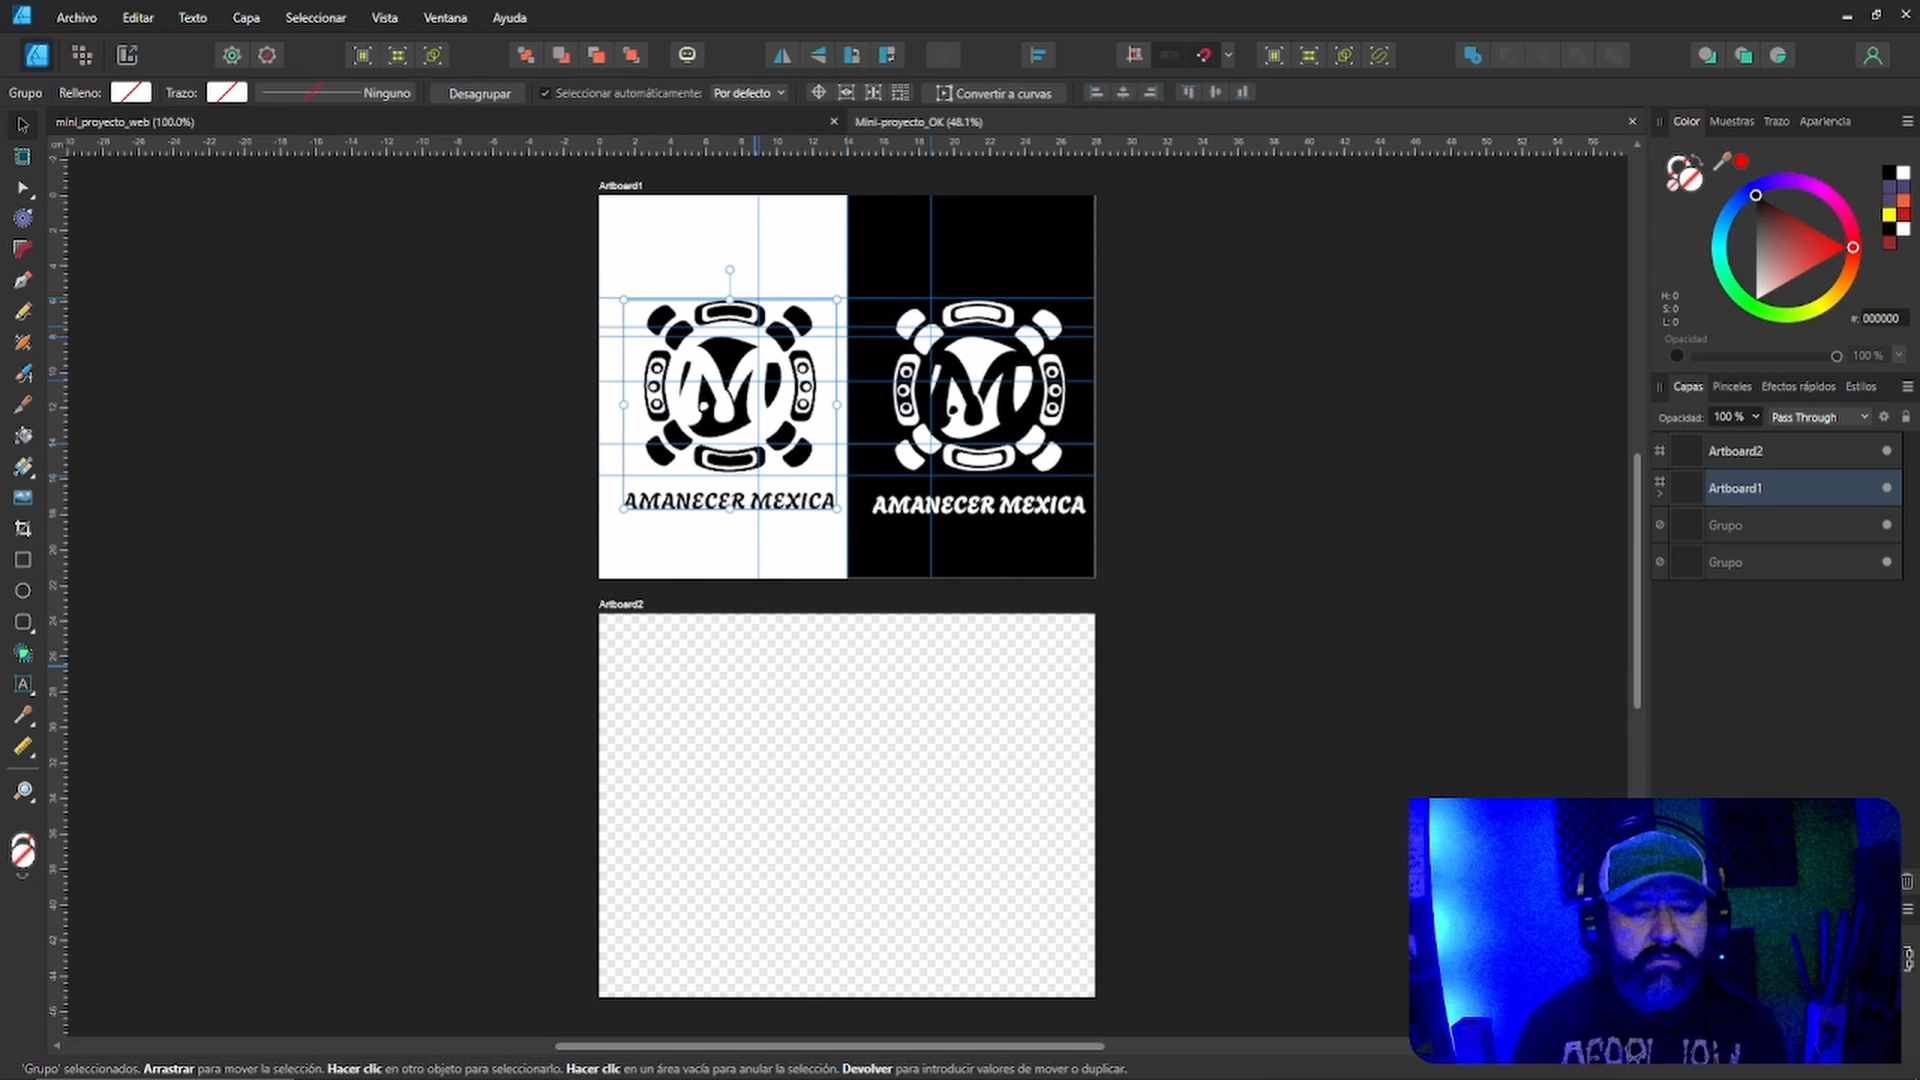 Archivo Editar Texto Capa Seleccionar Vista Ventana Ayuda
Grupo Relleno: Trazo: Ninguno Desagrupar Seleccionar automáticamente: Por defecto Convertir a curvas
mini_proyecto_web (100.0%) Mini-proyecto_OK (48.1%)
Color Muestras Trazo Apariencia
H: 0
S: 0
L: 0
#: 000000
Opacidad
100 %
Capas Pinceles Efectos rápidos Estilos
Opacidad: 100 % Pass Through
Artboard2
Artboard1
Grupo
Grupo
Artboard1
AMANECER MEXICA
AMANECER MEXICA
Artboard2
'Grupo' seleccionados. Arrastrar para mover la selección. Hacer clic en otro objeto para seleccionarlo. Hacer clic en un área vacía para anular la selección. Devolver para introducir valores de mover o duplicar.